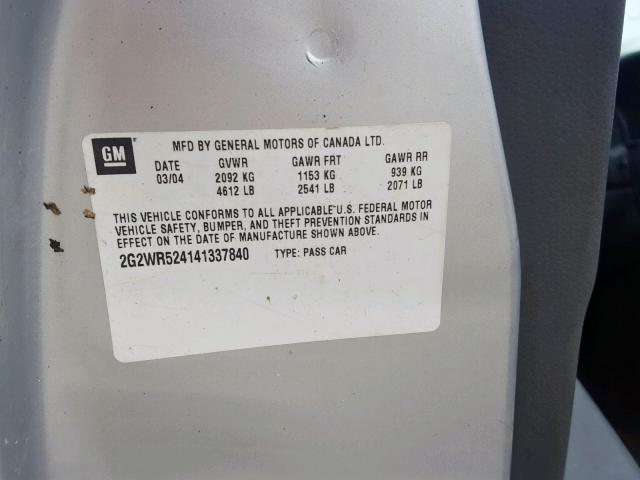 GM
MFD BY GENERAL MOTORS OF CANADA LTD.
DATE GVWR GAWR FRT GAWR RR
03/04 2092 KG 1153 KG 939 KG
4612 LB 2541 LB 2071 LB
THIS VEHICLE CONFORMS TO ALL APPLICABLE U.S. FEDERAL MOTOR
VEHICLE SAFETY, BUMPER, AND THEFT PREVENTION STANDARDS IN
EFFECT ON THE DATE OF MANUFACTURE SHOWN ABOVE.
2G2WR524141337840 TYPE: PASS CAR